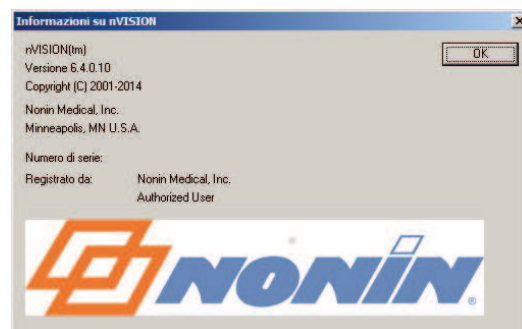 Informazioni su nVISION
nVISION(tm)
OK
Versione 6.4.0.10
Copyright (C) 2001-2014
Nonin Medical, Inc.
Minneapolis, MN U.S.A.
Numero di serie:
Registrato da: Nonin Medical, Inc.
Authorized User
NONIN®